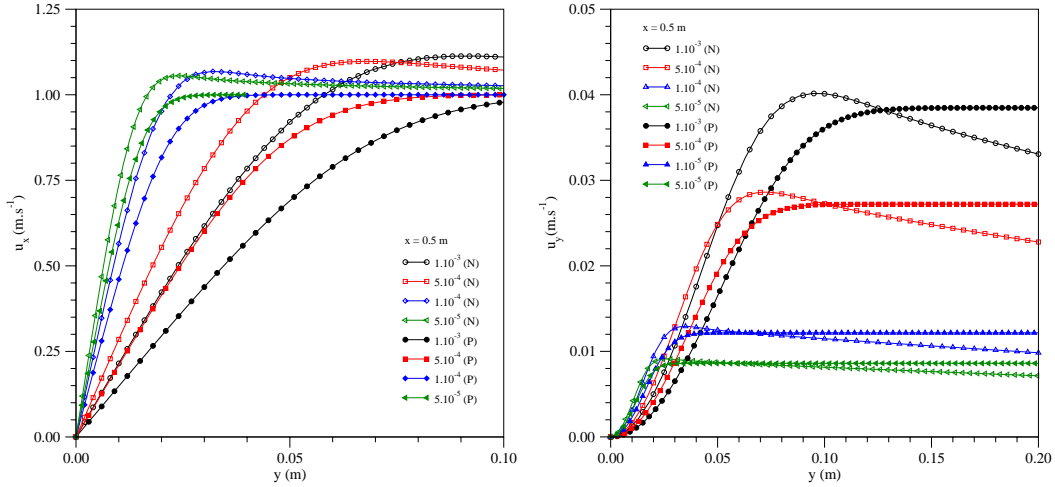 1.25
1.00
0.75
0.50
0.25
0.00
u_x (m.s⁻¹)
0.00
0.05
0.10
y (m)
x = 0.5 m
1.10⁻³ (N)
5.10⁻⁴ (N)
1.10⁻⁴ (N)
5.10⁻⁵ (N)
1.10⁻³ (P)
5.10⁻⁴ (P)
1.10⁻⁴ (P)
5.10⁻⁵ (P)
0.05
0.04
0.03
0.02
0.01
0.00
u_y (m.s⁻¹)
0.00
0.05
0.10
0.15
0.20
y (m)
x = 0.5 m
1.10⁻³ (N)
5.10⁻⁴ (N)
1.10⁻⁴ (N)
5.10⁻⁵ (N)
1.10⁻³ (P)
5.10⁻⁴ (P)
1.10⁻⁵ (P)
5.10⁻⁵ (P)